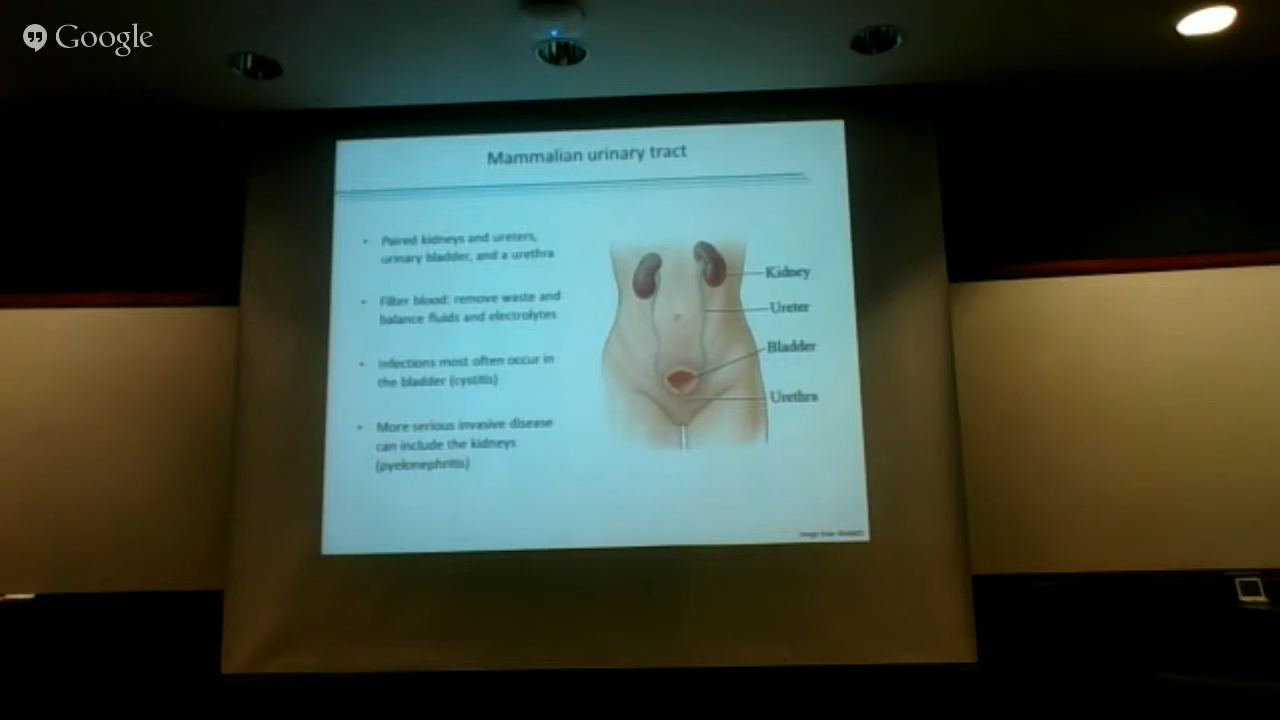 Google
Mammalian urinary tract
• Paired kidneys and ureters,
urinary bladder, and a urethra
• Filter blood: remove waste and
balance fluids and electrolytes
• Infections most often occur in
the bladder (cystitis)
• More serious invasive disease
can include the kidneys
(pyelonephritis)
Kidney
Ureter
Bladder
Urethra
Image from